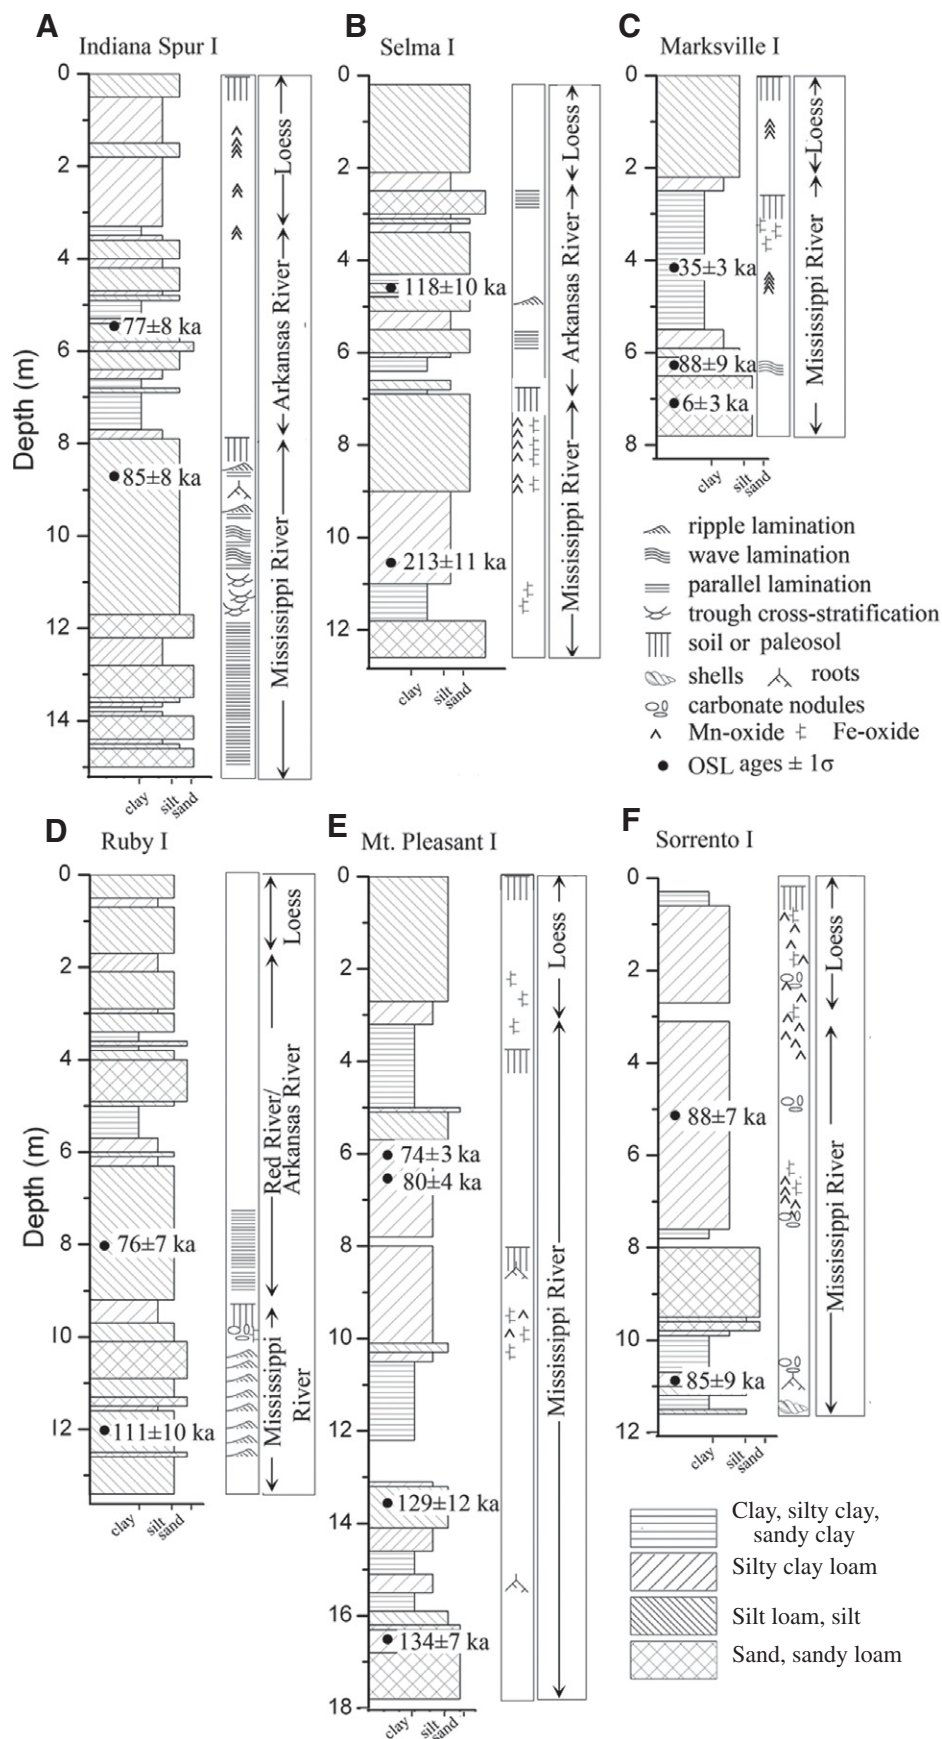 A
Indiana Spur I
0
2
4
6
8
10
12
14
Depth (m)
77±8 ka
85±8 ka
clay
silt
sand
Loess
Arkansas River
Mississippi River
B
Selma I
0
2
4
6
8
10
12
118±10 ka
213±11 ka
clay
silt
sand
Loess
Arkansas River
Mississippi River
C
Marksville I
0
2
4
6
8
35±3 ka
88±9 ka
6±3 ka
clay
silt
sand
Loess
Mississippi River
ripple lamination
wave lamination
parallel lamination
trough cross-stratification
soil or paleosol
shells roots
carbonate nodules
Mn-oxide Fe-oxide
OSL ages ± 1σ
D
Ruby I
0
2
4
6
8
10
12
Depth (m)
76±7 ka
111±10 ka
clay
silt
sand
Loess
Red River/
Arkansas River
Mississippi
River
E
Mt. Pleasant I
0
2
4
6
8
10
12
14
16
18
74±3 ka
80±4 ka
129±12 ka
134±7 ka
clay
silt
sand
Loess
Mississippi River
F
Sorrento I
0
2
4
6
8
10
12
88±7 ka
85±9 ka
clay
silt
sand
Loess
Mississippi River
Clay, silty clay,
sandy clay
Silty clay loam
Silt loam, silt
Sand, sandy loam